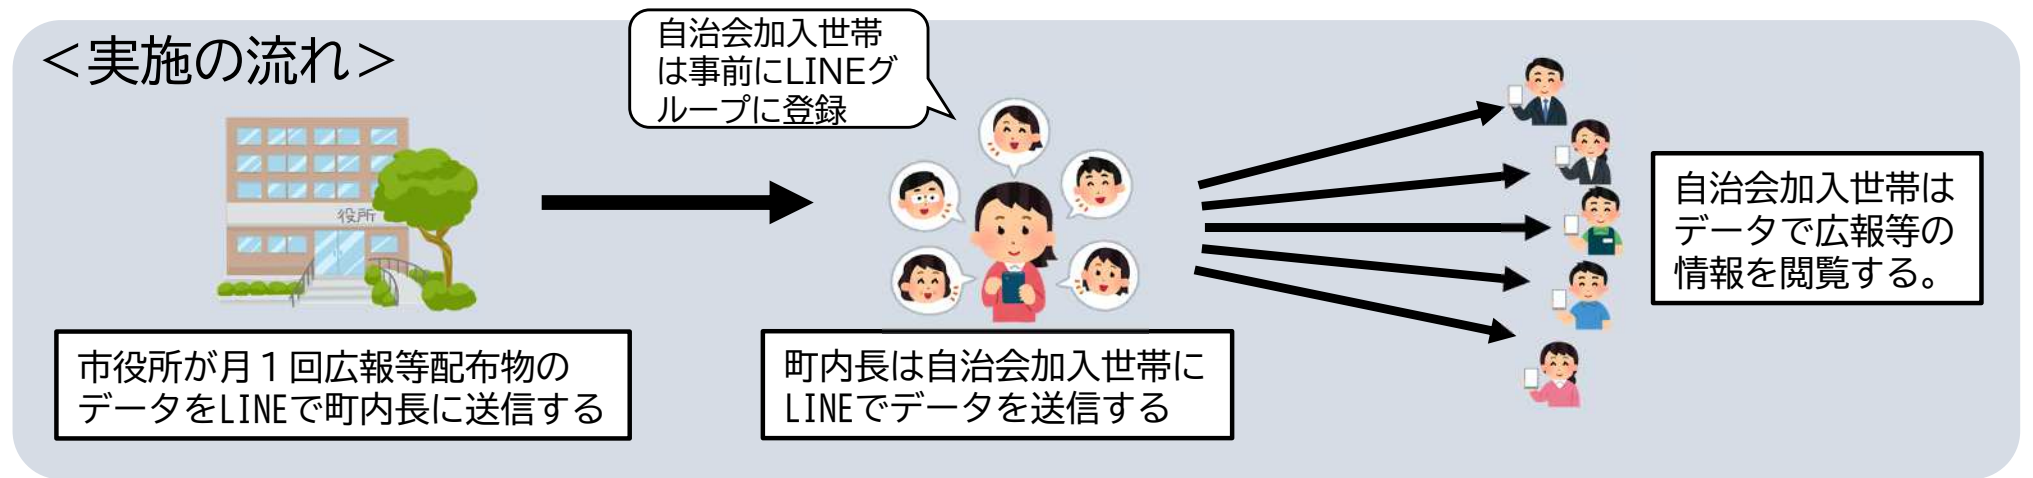 ＜実施の流れ＞
自治会加入世帯
は事前にLINEグ
ループに登録
役所
市役所が月１回広報等配布物の
データをLINEで町内長に送信する
町内長は自治会加入世帯に
LINEでデータを送信する
自治会加入世帯は
データで広報等の
情報を閲覧する。